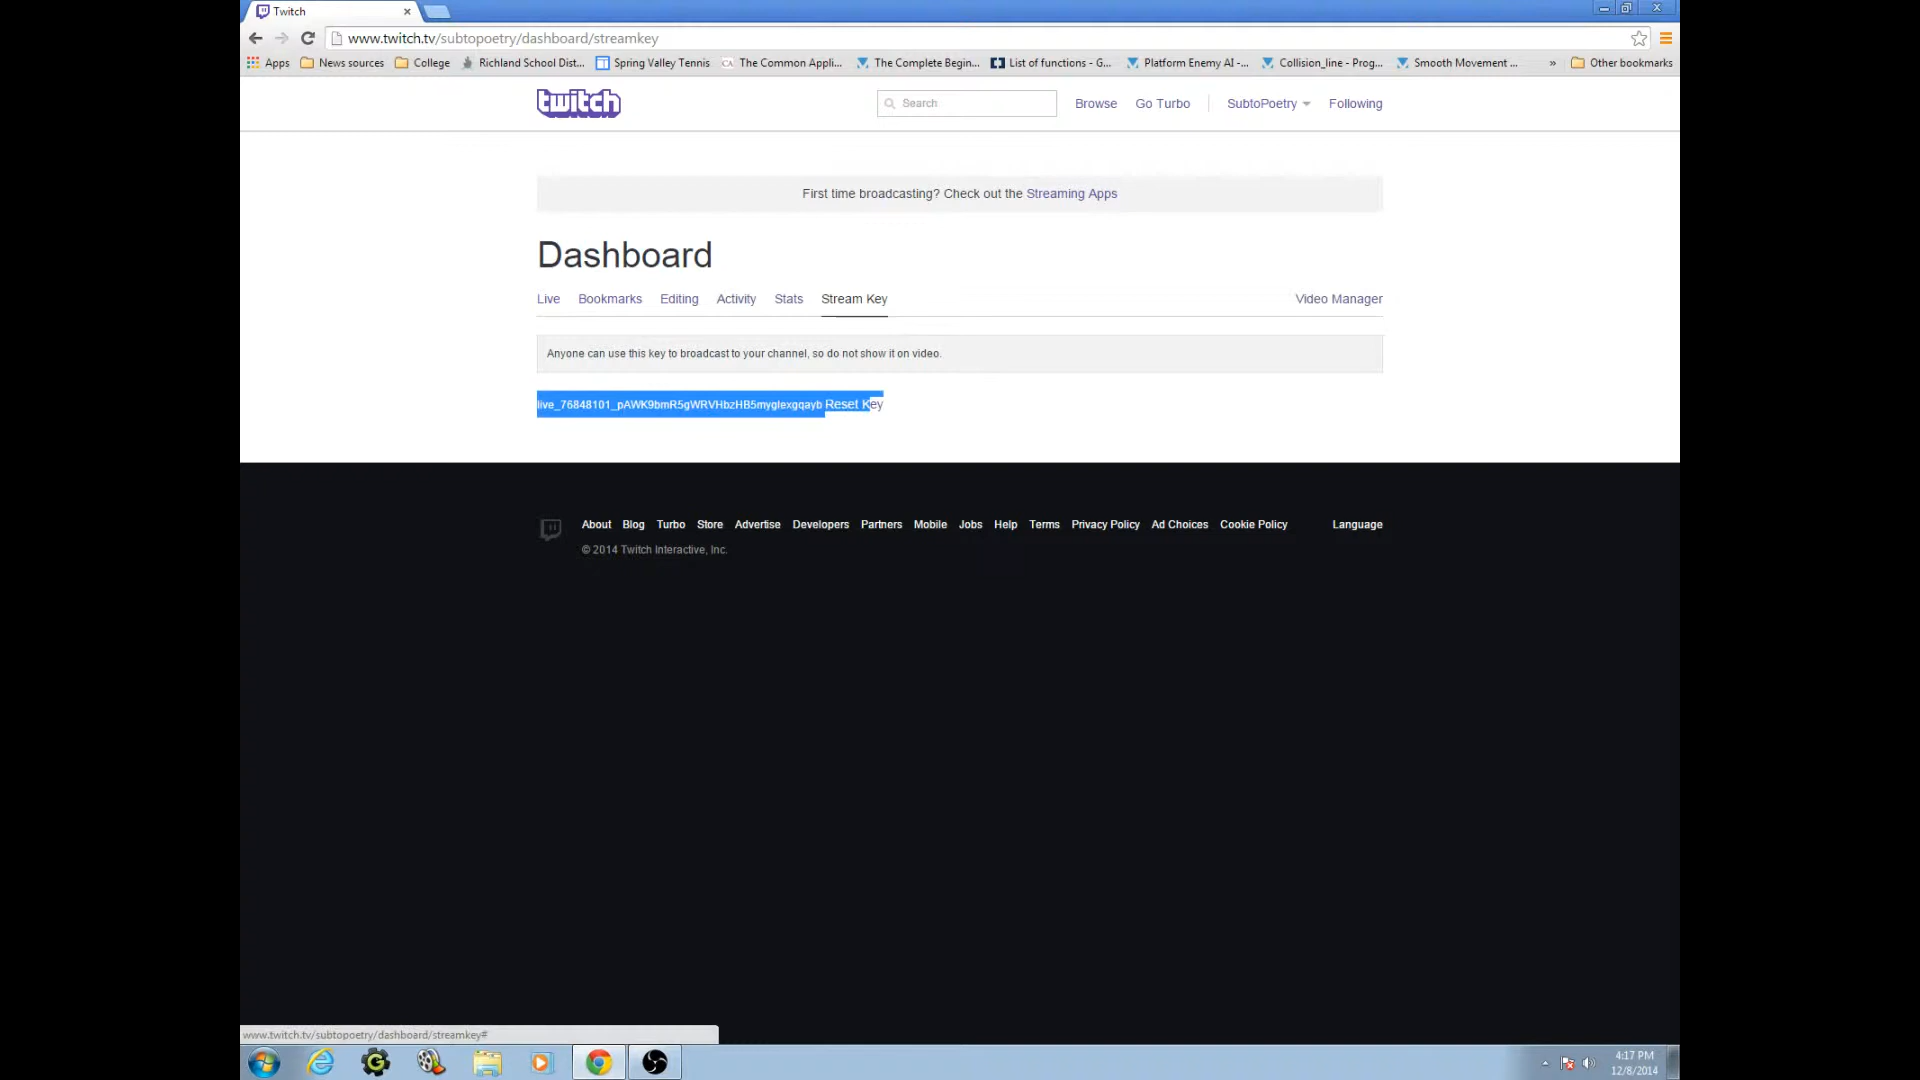 Twitch
www.twitch.tv/subtopoetry/dashboard/streamkey
Apps News sources College Richland School Dist... Spring Valley Tennis The Common Appli... The Complete Begin... List of functions - G... Platform Enemy AI -... Collision_line - Prog... Smooth Movement ... » Other bookmarks
twitch Search Browse Go Turbo SubtoPoetry Following
First time broadcasting? Check out the Streaming Apps
Dashboard
Live Bookmarks Editing Activity Stats Stream Key Video Manager
Anyone can use this key to broadcast to your channel, so do not show it on video.
Reset Key
About Blog Turbo Store Advertise Developers Partners Mobile Jobs Help Terms Privacy Policy Ad Choices Cookie Policy Language
© 2014 Twitch Interactive, Inc.
www.twitch.tv/subtopoetry/dashboard/streamkey#
4:17 PM
12/8/2014